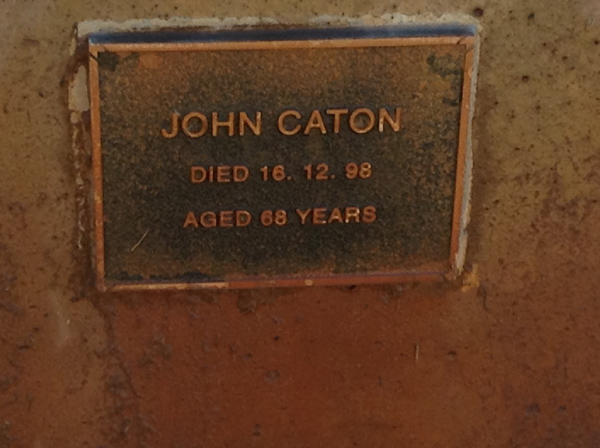 JOHN CATON
DIED 16. 12. 98
AGED 68 YEARS